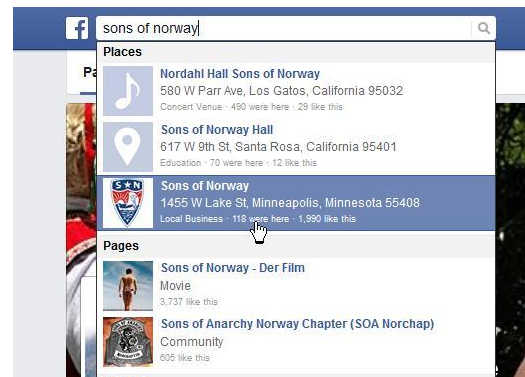 sons of norway
Pa
Places
Nordahl Hall Sons of Norway
580 W Parr Ave, Los Gatos, California 95032
Concert Venue · 490 were here · 29 like this
Sons of Norway Hall
617 W 9th St, Santa Rosa, California 95401
Education · 70 were here · 12 like this
S N
Sons of Norway
1455 W Lake St, Minneapolis, Minnesota 55408
Local Business · 118 were here · 1,990 like this
Pages
Sons of Norway - Der Film
Movie
3,737 like this
Sons of Anarchy Norway Chapter (SOA Norchap)
Community
605 like this